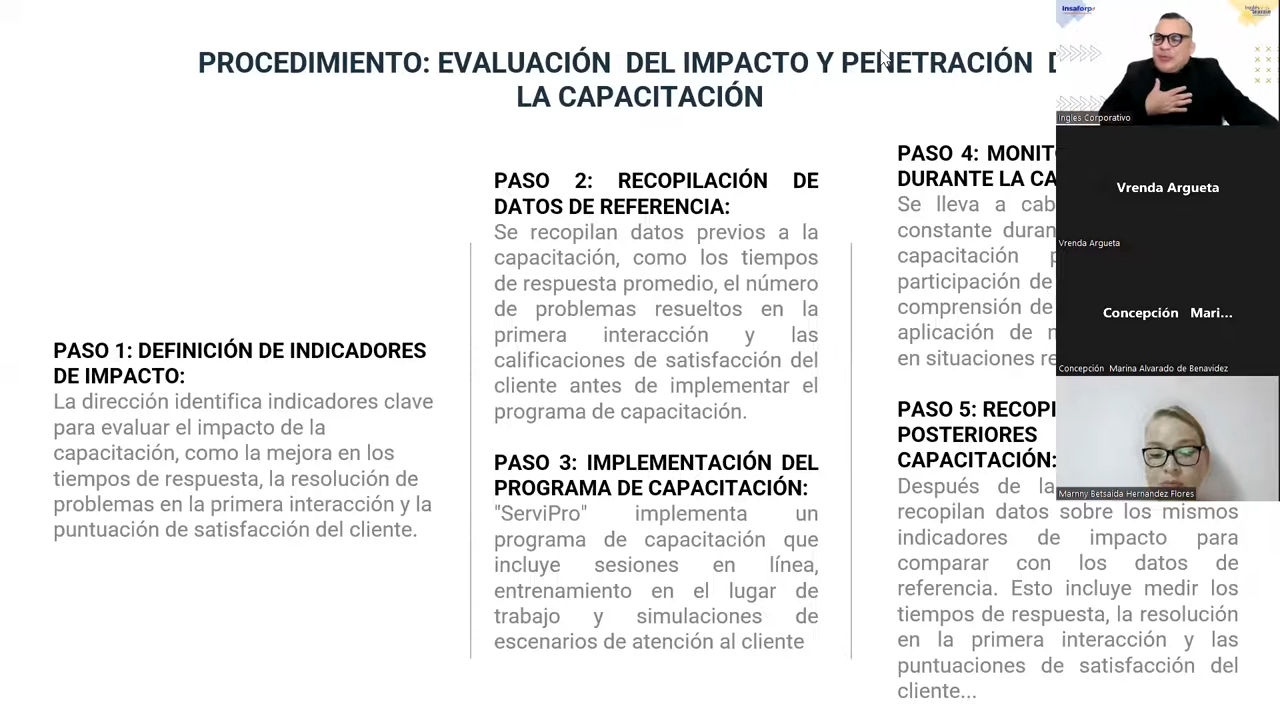 PROCEDIMIENTO: EVALUACIÓN DEL IMPACTO Y PENETRACIÓN
LA CAPACITACIÓN
PASO 1: DEFINICIÓN DE INDICADORES
DE IMPACTO:
La dirección identifica indicadores clave
para evaluar el impacto de la
capacitación, como la mejora en los
tiempos de respuesta, la resolución de
problemas en la primera interacción y la
puntuación de satisfacción del cliente.
PASO 2: RECOPILACIÓN DE
DATOS DE REFERENCIA:
Se recopilan datos previos a la
capacitación, como los tiempos
de respuesta promedio, el número
de problemas resueltos en la
primera interacción y las
calificaciones de satisfacción del
cliente antes de implementar el
programa de capacitación.
PASO 3: IMPLEMENTACIÓN DEL
PROGRAMA DE CAPACITACIÓN:
"ServiPro" implementa un
programa de capacitación que
incluye sesiones en línea,
entrenamiento en el lugar de
trabajo y simulaciones de
escenarios de atención al cliente
PASO 4:
DURANTE LA
Se lleva a
constante
capacitación
participación de
comprensión de
aplicación de
en situaciones
PASO 5:
POSTERIORES
CAPACITACIÓN:
Después de la
recopilan datos sobre los mismos
indicadores de impacto para
comparar con los datos de
referencia. Esto incluye medir los
tiempos de respuesta, la resolución
en la primera interacción y las
puntuaciones de satisfacción del
cliente...
insaforp
Ingles Corporativo
Vrenda Argueta
Vrenda Argueta
Concepción Mari...
Concepción Marina Alvarado de Benavidez
Marnny Betsaida Hernandez Flores